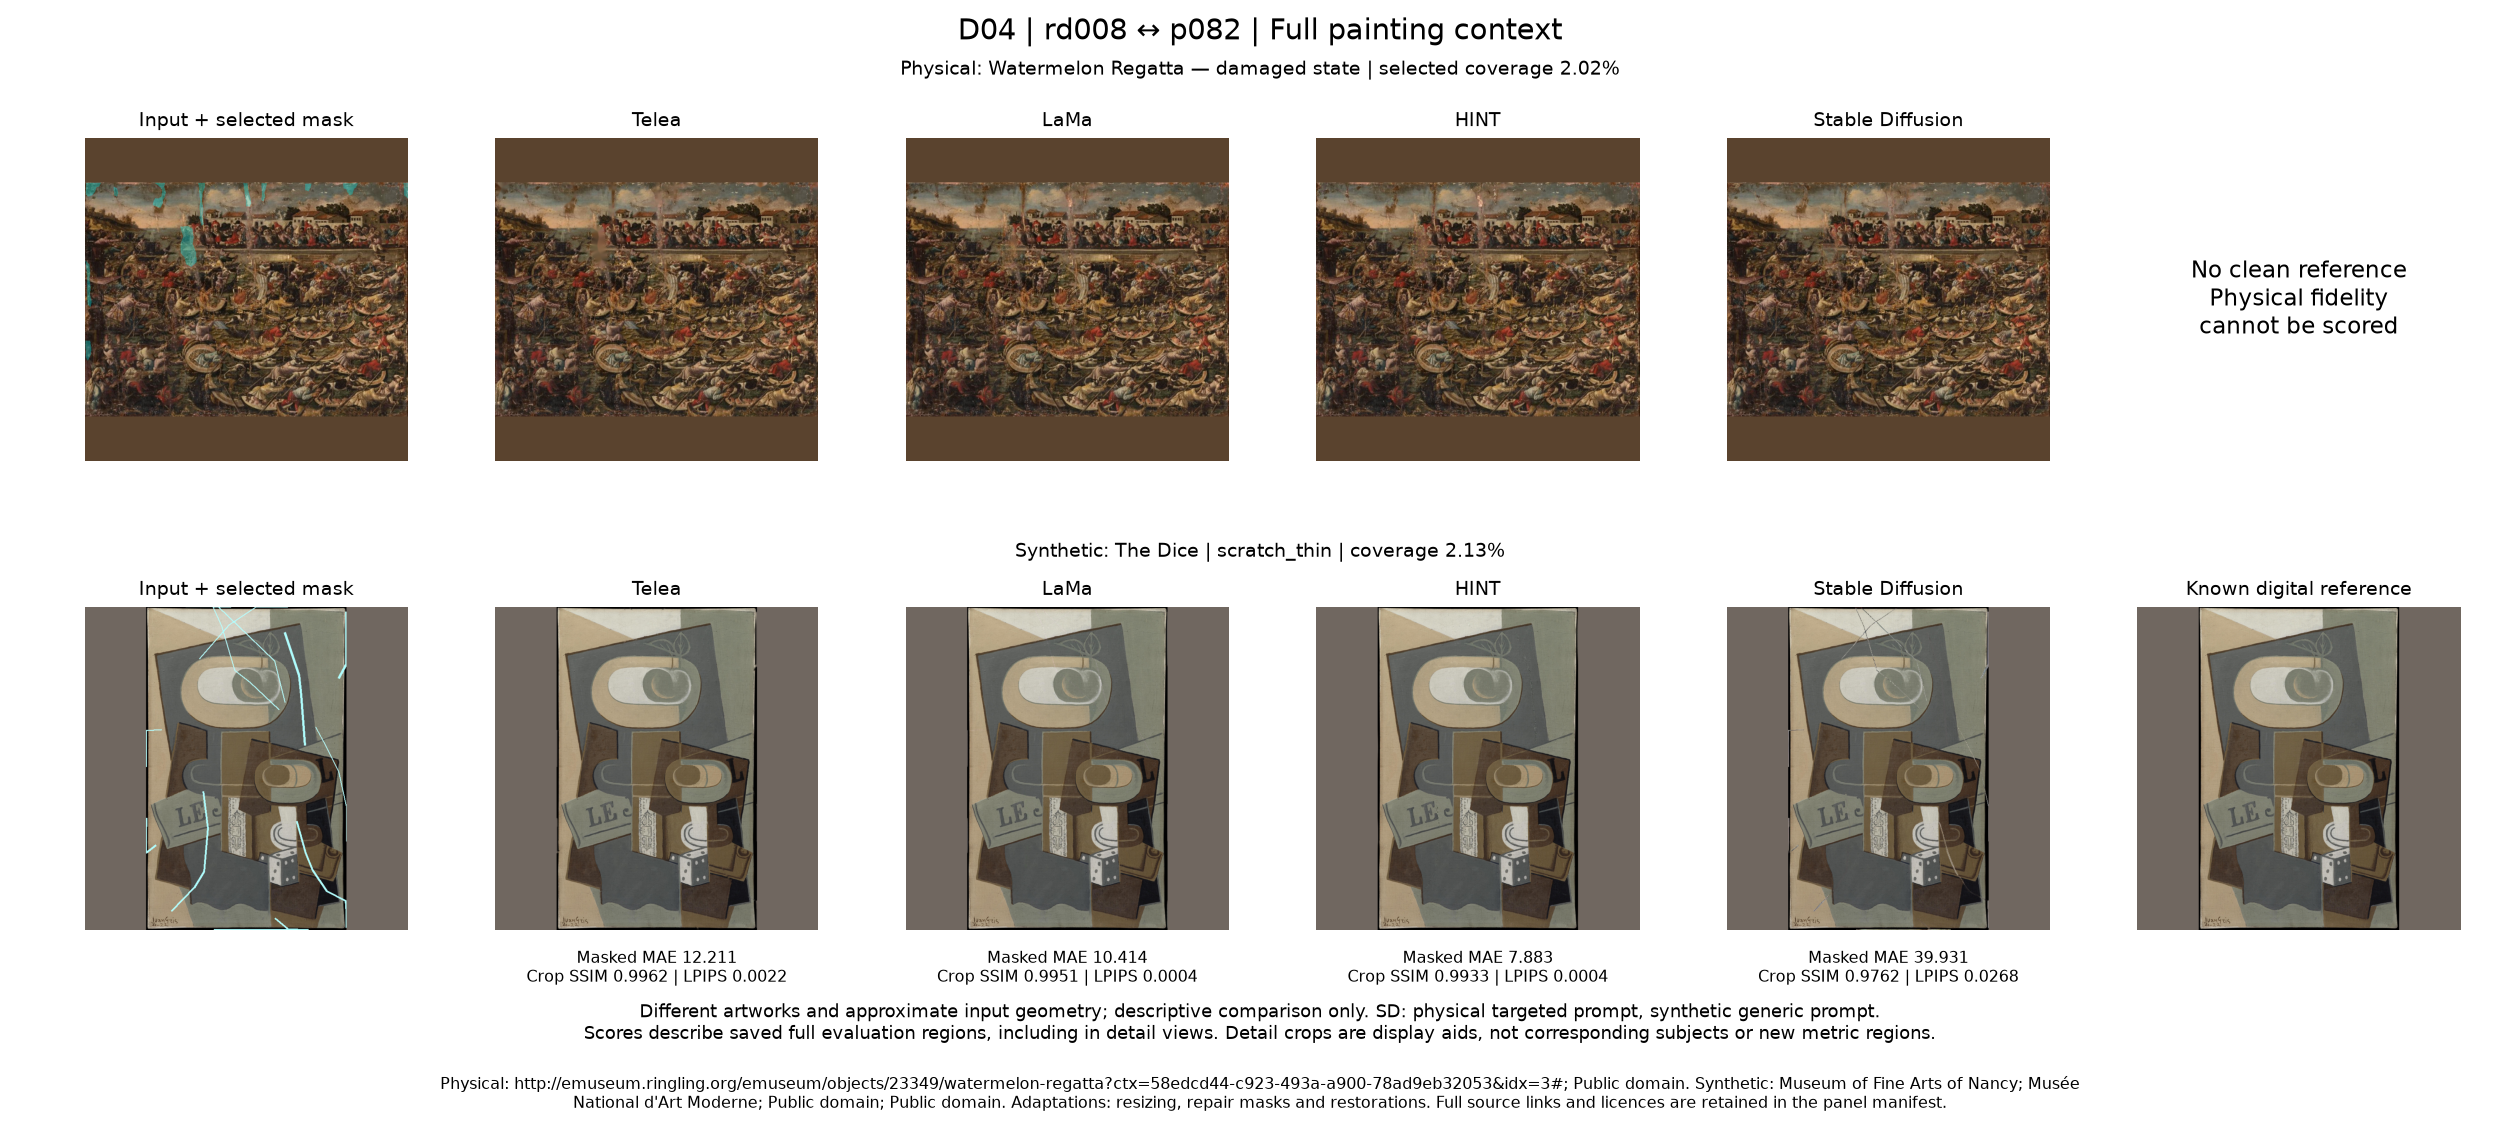 D04 | rd008 ↔ p082 | Full painting context
Physical: Watermelon Regatta — damaged state | selected coverage 2.02%
Input + selected mask
Telea
LaMa
HINT
Stable Diffusion
No clean reference
Physical fidelity
cannot be scored
Synthetic: The Dice | scratch_thin | coverage 2.13%
Input + selected mask
Telea
LaMa
HINT
Stable Diffusion
Known digital reference
LE
L
LE
L
LE
L
LE
L
LE
L
LE
L
Masked MAE 12.211
Crop SSIM 0.9962 | LPIPS 0.0022
Masked MAE 10.414
Crop SSIM 0.9951 | LPIPS 0.0004
Masked MAE 7.883
Crop SSIM 0.9933 | LPIPS 0.0004
Masked MAE 39.931
Crop SSIM 0.9762 | LPIPS 0.0268
Different artworks and approximate input geometry; descriptive comparison only. SD: physical targeted prompt, synthetic generic prompt.
Scores describe saved full evaluation regions, including in detail views. Detail crops are display aids, not corresponding subjects or new metric regions.
Physical: http://emuseum.ringling.org/emuseum/objects/23349/watermelon-regatta?ctx=58edcd44-c923-493a-a900-78ad9eb32053&idx=3#; Public domain. Synthetic: Museum of Fine Arts of Nancy; Musée
National d'Art Moderne; Public domain; Public domain. Adaptations: resizing, repair masks and restorations. Full source links and licences are retained in the panel manifest.